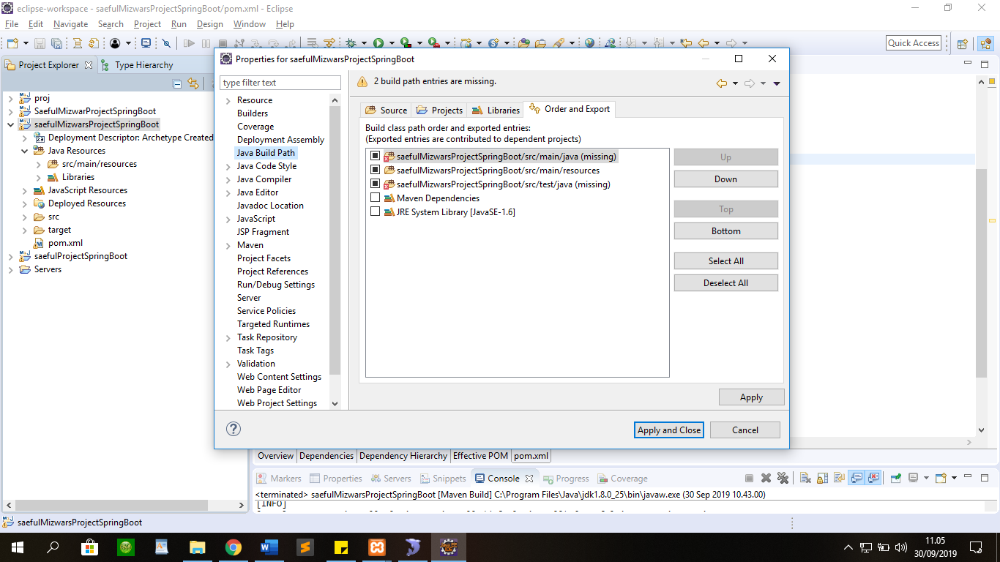 eclipse-workspace - saefulMizwarsProjectSpringBoot/pom.xml - Eclipse
File Edit Navigate Search Project Run Design Window Help
Quick Access
Project Explorer
Type Hierarchy
proj
SaefulMizwarProjectSpringBoot
saefulMizwarsProjectSpringBoot
Deployment Descriptor: Archetype Created
Java Resources
src/main/resources
Libraries
JavaScript Resources
Deployed Resources
src
target
pom.xml
saefulProjectSpringBoot
Servers
Properties for saefulMizwarsProjectSpringBoot
type filter text
Resource
Builders
Coverage
Deployment Assembly
Java Build Path
Java Code Style
Java Compiler
Java Editor
Javadoc Location
JavaScript
JSP Fragment
Maven
Project Facets
Project References
Run/Debug Settings
Server
Service Policies
Targeted Runtimes
Task Repository
Task Tags
Validation
Web Content Settings
Web Page Editor
Web Project Settings
2 build path entries are missing.
Source Projects Libraries Order and Export
Build class path order and exported entries:
(Exported entries are contributed to dependent projects)
saefulMizwarsProjectSpringBoot/src/main/java (missing)
saefulMizwarsProjectSpringBoot/src/main/resources
saefulMizwarsProjectSpringBoot/src/test/java (missing)
Maven Dependencies
JRE System Library [JavaSE-1.6]
Up
Down
Top
Bottom
Select All
Deselect All
Apply
Apply and Close
Cancel
Overview Dependencies Dependency Hierarchy Effective POM pom.xml
Markers Properties Servers Snippets Console Progress Coverage
<terminated> saefulMizwarsProjectSpringBoot [Maven Build] C:\Program Files\Java\jdk1.8.0_25\bin\javaw.exe (30 Sep 2019 10.43.00)
[INFO]
saefulMizwarsProjectSpringBoot
11.05
30/09/2019